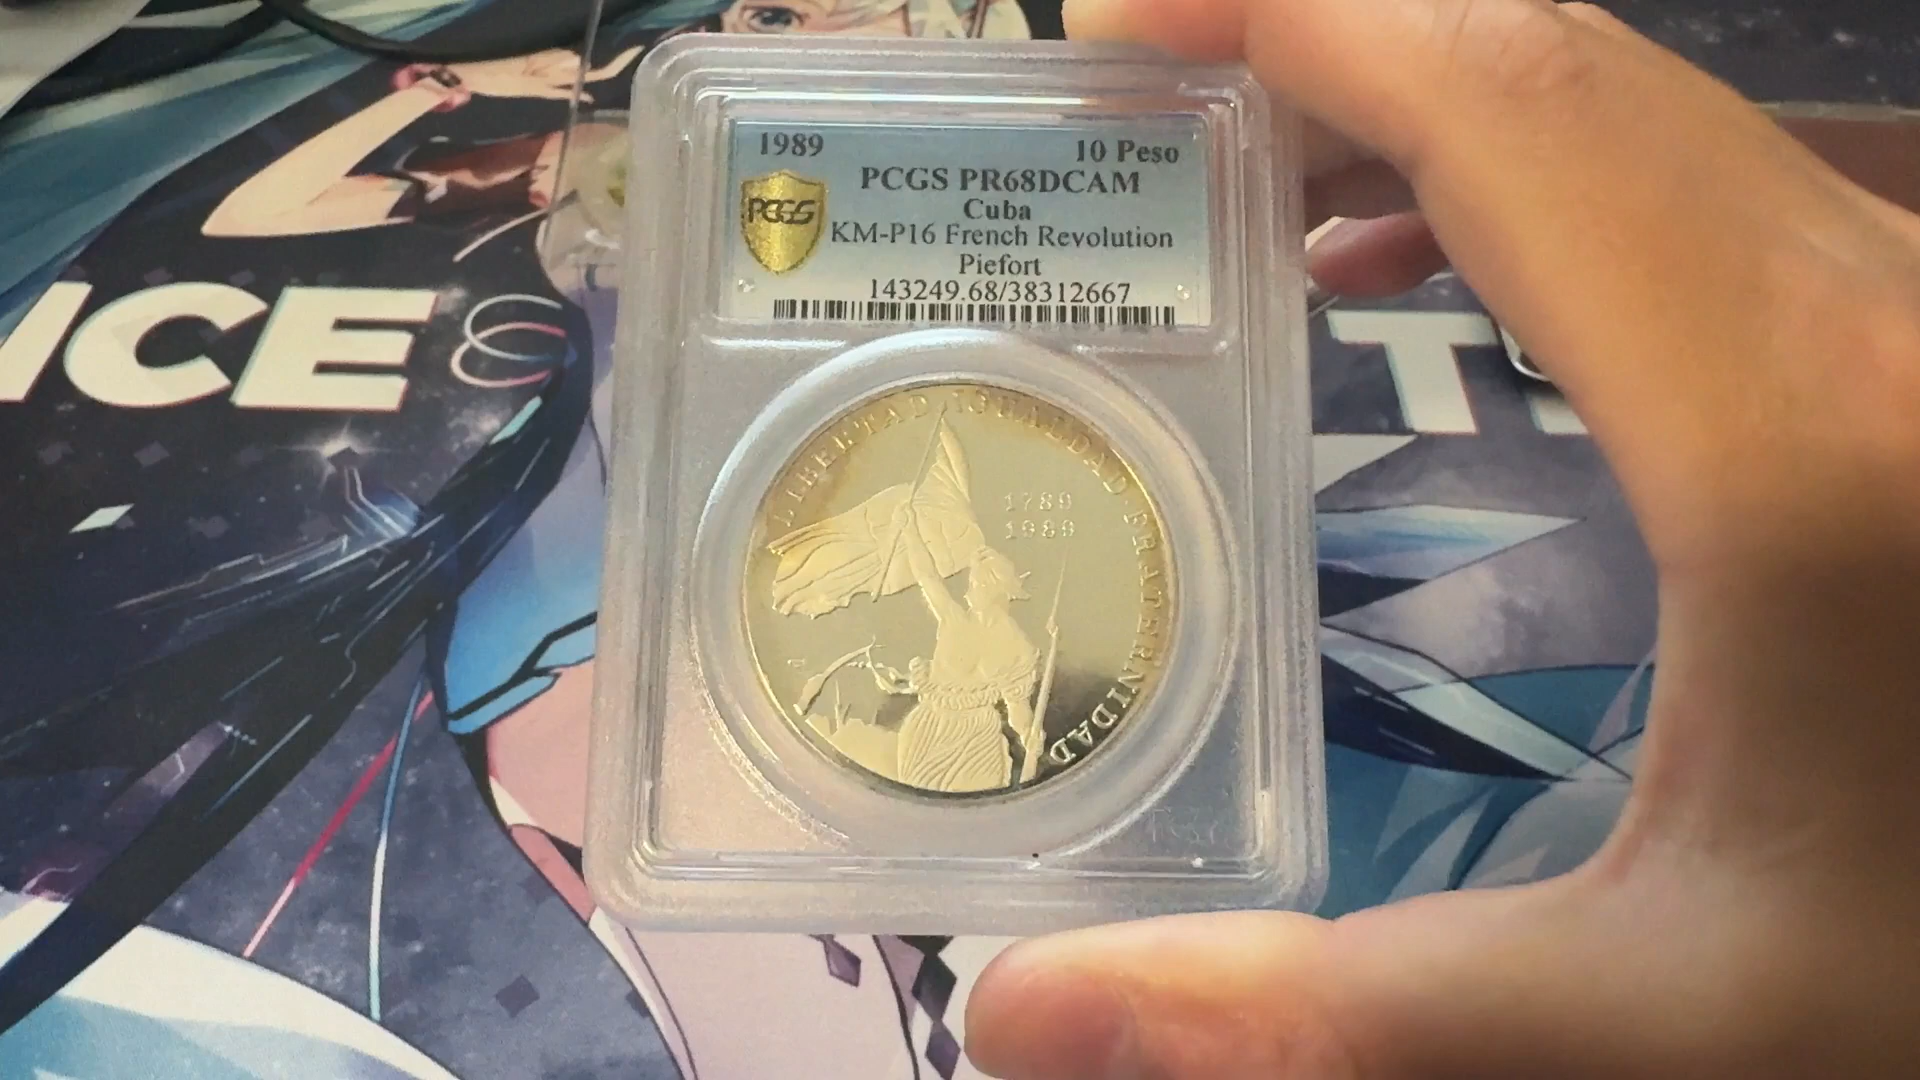 1989 10 Peso
PCGS PR68DCAM
PCGS
Cuba
KM-P16 French Revolution
Piefort
143249.68/38312667
ICE
LIBERTAD · IGUALDAD · FRATERNIDAD
1789
1989